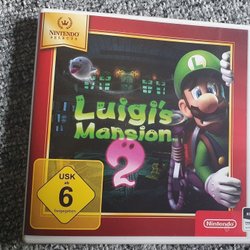 NINTENDO
SELECTS
Luigi's
Mansion
2
USK
ab
6
freigegeben
Nintendo